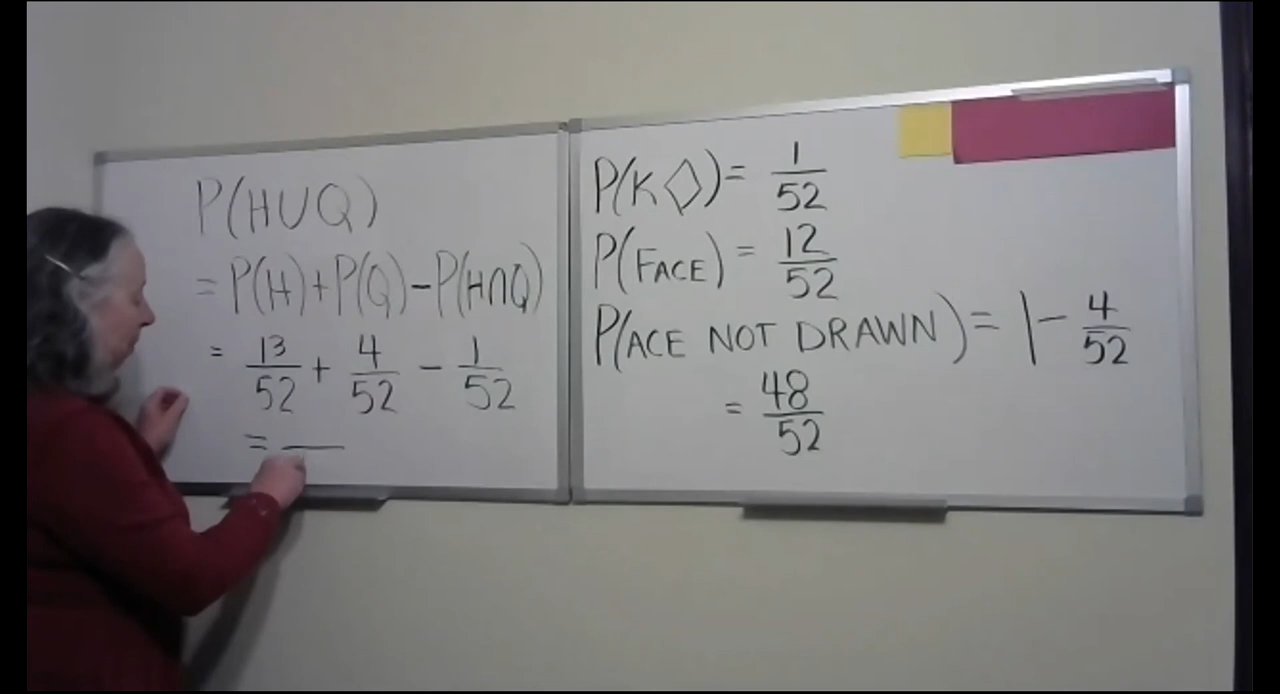 P(H∪Q)
= P(H)+P(Q)-P(H∩Q)
= 13/52 + 4/52 - 1/52
= __
P(K◇) = 1/52
P(FACE) = 12/52
P(ACE NOT DRAWN) = 1 - 4/52
= 48/52